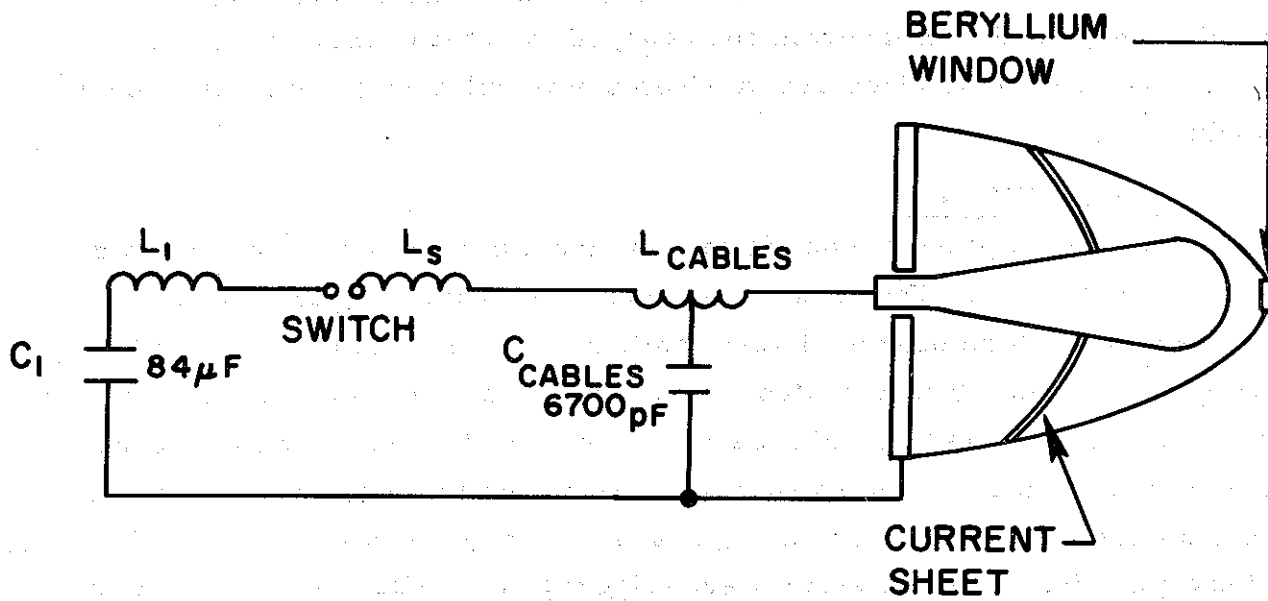 BERYLLIUM
WINDOW
L1
SWITCH
LS
LCABLES
C1
84μF
CCABLES
6700pF
CURRENT
SHEET